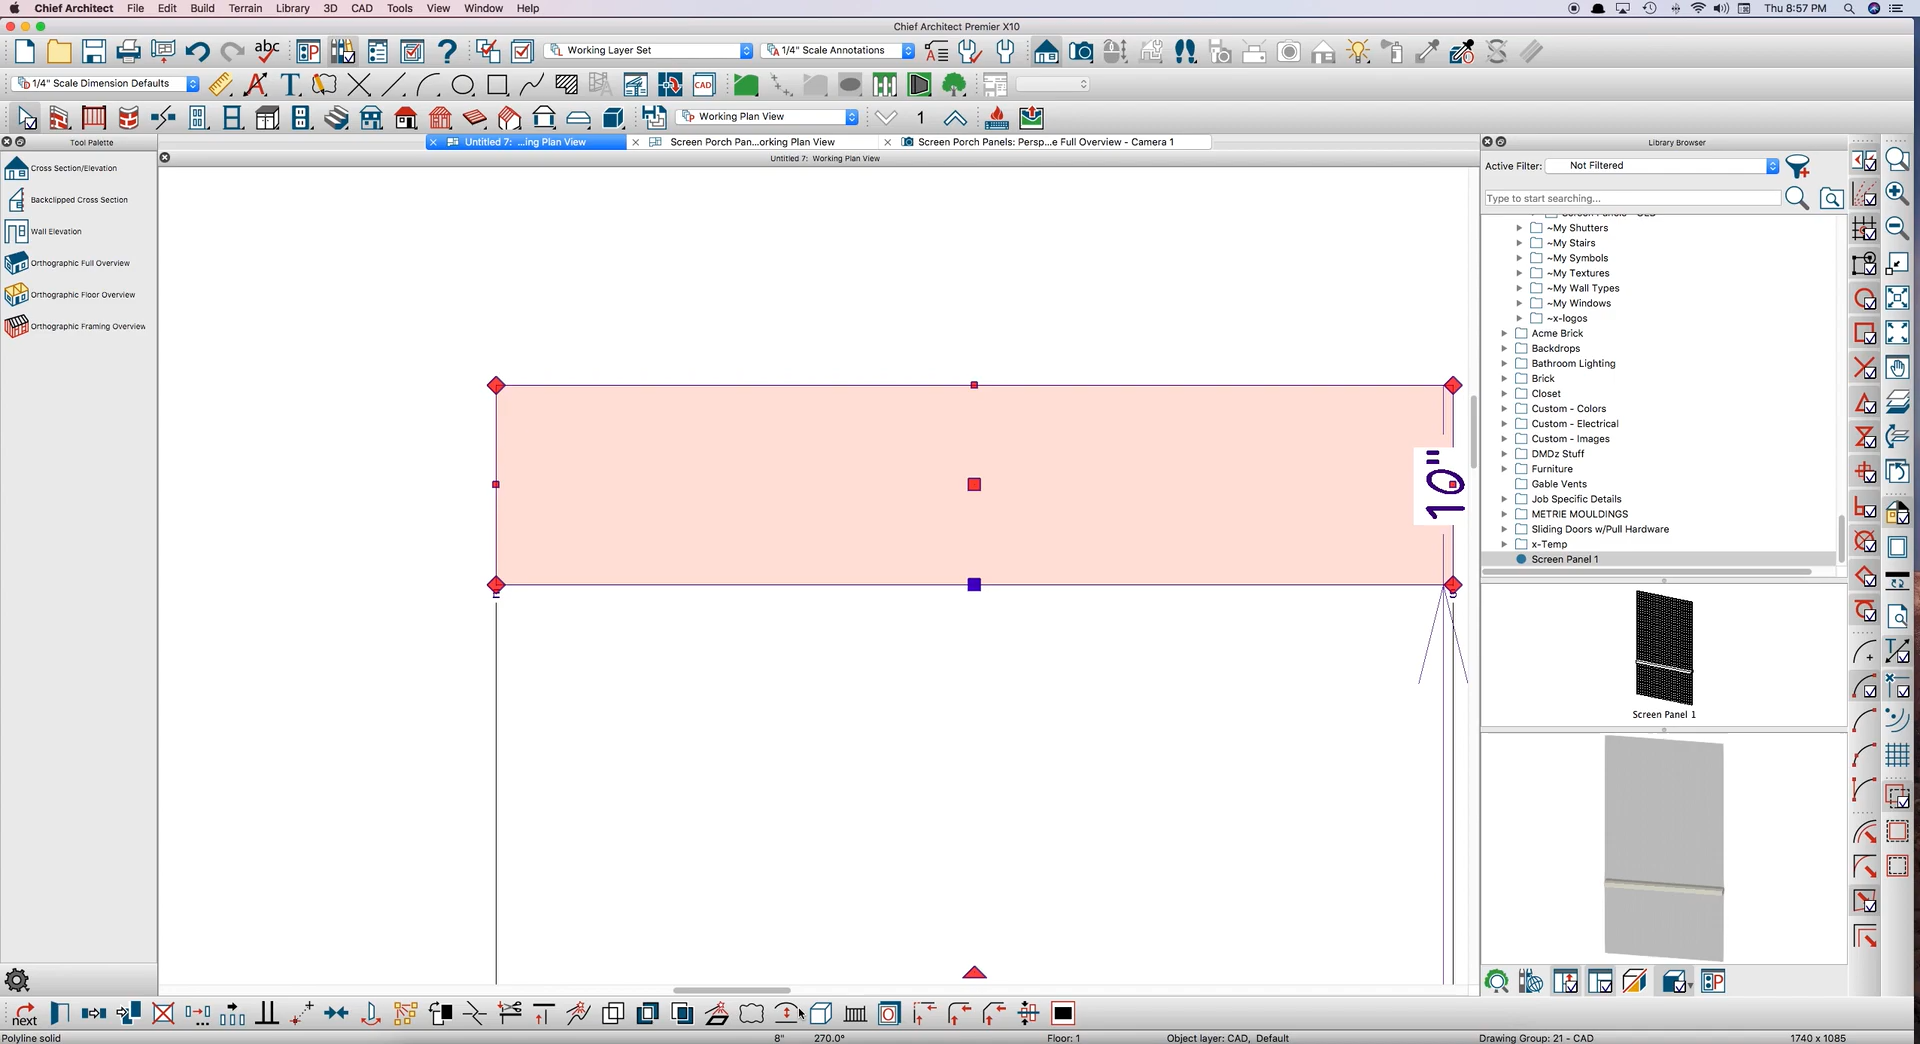 Chief Architect File Edit Build Terrain Library 3D CAD Tools View Window Help Thu 8:57 PM
Chief Architect Premier X10
abc Working Layer Set 1/4" Scale Annotations
1/4" Scale Dimension Defaults CAD
Working Plan View 1
Tool Palette
Untitled 7: ...ing Plan View Screen Porch Pan...orking Plan View Screen Porch Panels: Persp...e Full Overview - Camera 1
Untitled 7: Working Plan View
Cross Section/Elevation
Backclipped Cross Section
Wall Elevation
Orthographic Full Overview
Orthographic Floor Overview
Orthographic Framing Overview
10"
Library Browser
Active Filter: Not Filtered
Type to start searching...
~My Shutters
~My Stairs
~My Symbols
~My Textures
~My Wall Types
~My Windows
~x-logos
Acme Brick
Backdrops
Bathroom Lighting
Brick
Closet
Custom - Colors
Custom - Electrical
Custom - Images
DMDz Stuff
Furniture
Gable Vents
Job Specific Details
METRIE MOULDINGS
Sliding Doors w/Pull Hardware
x-Temp
Screen Panel 1
Screen Panel 1
next
Polyline solid 8" 270.0° Floor: 1 Object layer: CAD, Default Drawing Group: 21 - CAD 1740 x 1085